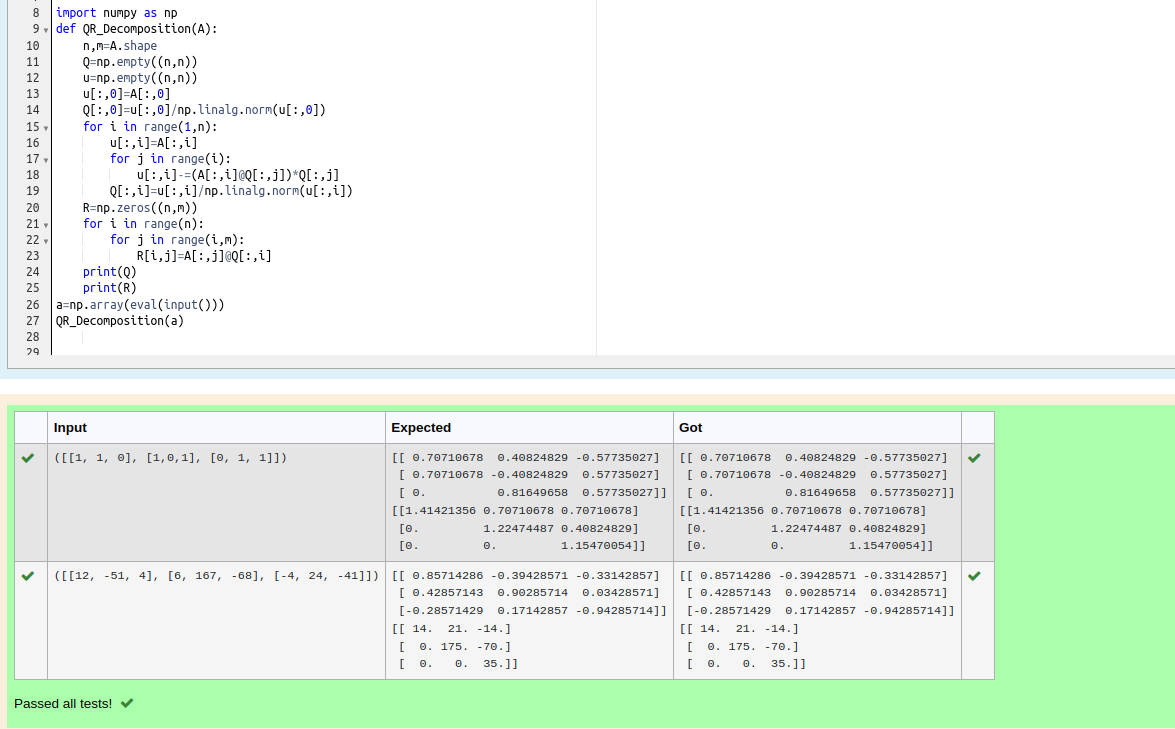 8 import numpy as np
9 def QR_Decomposition(A):
10     n,m=A.shape
11     Q=np.empty((n,n))
12     u=np.empty((n,n))
13     u[:,0]=A[:,0]
14     Q[:,0]=u[:,0]/np.linalg.norm(u[:,0])
15     for i in range(1,n):
16         u[:,i]=A[:,i]
17         for j in range(i):
18             u[:,i]-=(A[:,i]@Q[:,j])*Q[:,j]
19         Q[:,i]=u[:,i]/np.linalg.norm(u[:,i])
20     R=np.zeros((n,m))
21     for i in range(n):
22         for j in range(i,m):
23             R[i,j]=A[:,j]@Q[:,i]
24     print(Q)
25     print(R)
26 a=np.array(eval(input()))
27 QR_Decomposition(a)
28
29
Input Expected Got
([[1, 1, 0], [1,0,1], [0, 1, 1]]) [[ 0.70710678  0.40824829 -0.57735027] [[ 0.70710678  0.40824829 -0.57735027]
[ 0.70710678 -0.40824829  0.57735027] [ 0.70710678 -0.40824829  0.57735027]
[ 0.          0.81649658  0.57735027]] [ 0.          0.81649658  0.57735027]]
[[1.41421356 0.70710678 0.70710678] [[1.41421356 0.70710678 0.70710678]
[0.         1.22474487 0.40824829] [0.         1.22474487 0.40824829]
[0.         0.         1.15470054]] [0.         0.         1.15470054]]
([[12, -51, 4], [6, 167, -68], [-4, 24, -41]]) [[ 0.85714286 -0.39428571 -0.33142857] [[ 0.85714286 -0.39428571 -0.33142857]
[ 0.42857143  0.90285714  0.03428571] [ 0.42857143  0.90285714  0.03428571]
[-0.28571429  0.17142857 -0.94285714]] [-0.28571429  0.17142857 -0.94285714]]
[[ 14.  21. -14.] [[ 14.  21. -14.]
[  0. 175. -70.] [  0. 175. -70.]
[  0.   0.  35.]] [  0.   0.  35.]]
Passed all tests!